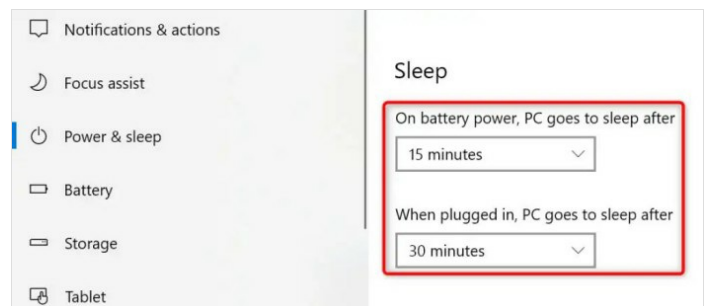 Notifications & actions
Focus assist
Power & sleep
Battery
Storage
Tablet
Sleep
On battery power, PC goes to sleep after
15 minutes
When plugged in, PC goes to sleep after
30 minutes